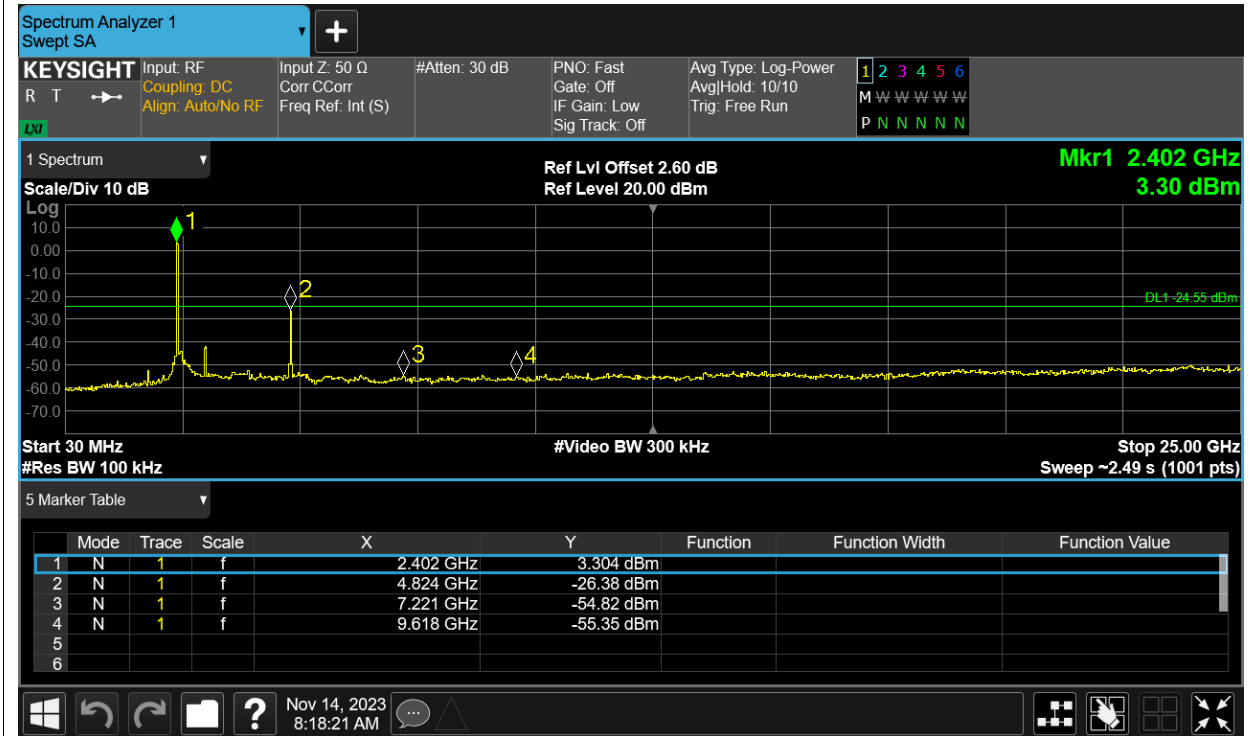 Spectrum Analyzer 1
Swept SA
+
KEYSIGHT
R T
LXI
Input: RF
Coupling: DC
Align: Auto/No RF
Input Z: 50 Ω
Corr CCorr
Freq Ref: Int (S)
#Atten: 30 dB
PNO: Fast
Gate: Off
IF Gain: Low
Sig Track: Off
Avg Type: Log-Power
Avg|Hold: 10/10
Trig: Free Run
1 2 3 4 5 6
M W W W W W
P N N N N N
1 Spectrum
Scale/Div 10 dB
Ref Lvl Offset 2.60 dB
Ref Level 20.00 dBm
Mkr1 2.402 GHz
3.30 dBm
Log
10.0
0.00
-10.0
-20.0
-30.0
-40.0
-50.0
-60.0
-70.0
1
2
3
4
DL1 -24.55 dBm
Start 30 MHz
#Video BW 300 kHz
Stop 25.00 GHz
#Res BW 100 kHz
Sweep ~2.49 s (1001 pts)
5 Marker Table
Mode Trace Scale X Y Function Function Width Function Value
1 N 1 f 2.402 GHz 3.304 dBm
2 N 1 f 4.824 GHz -26.38 dBm
3 N 1 f 7.221 GHz -54.82 dBm
4 N 1 f 9.618 GHz -55.35 dBm
5
6
?
Nov 14, 2023
8:18:21 AM